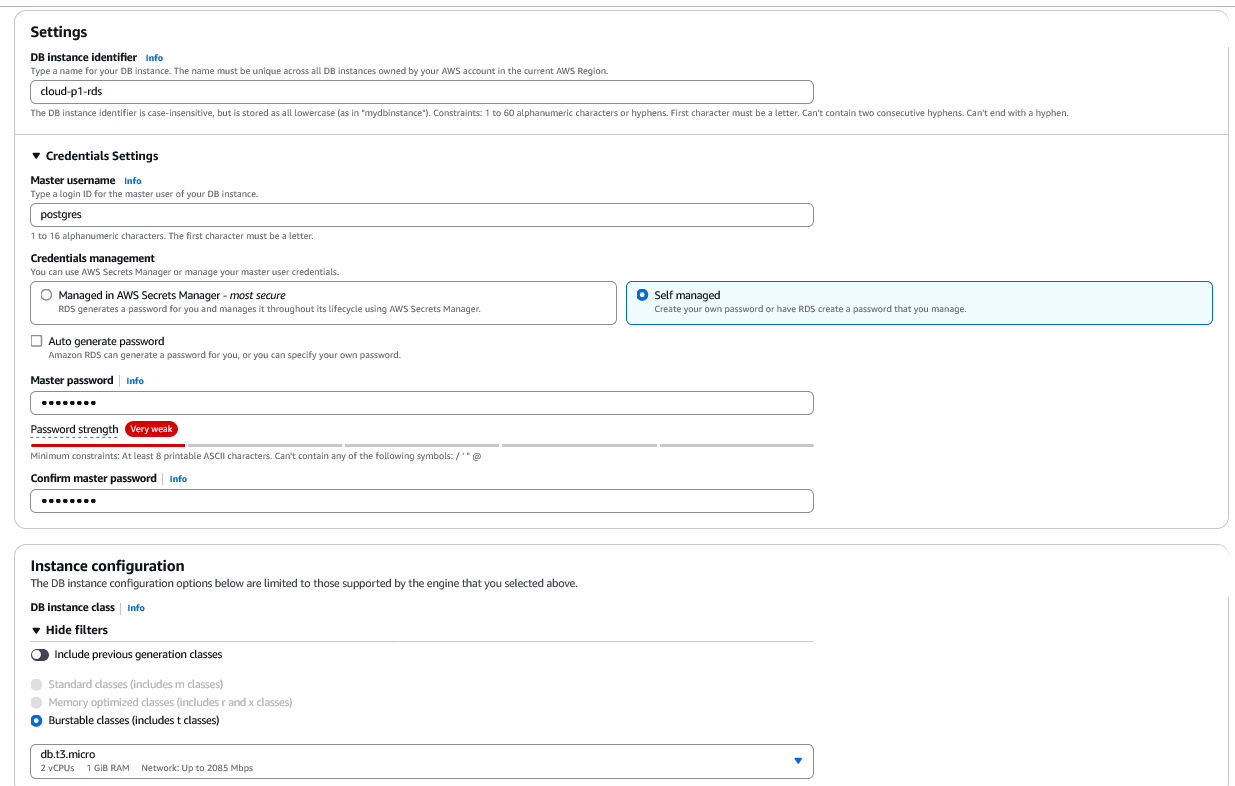 Settings
DB instance identifier Info
Type a name for your DB instance. The name must be unique across all DB instances owned by your AWS account in the current AWS Region.
cloud-p1-rds
The DB instance identifier is case-insensitive, but is stored as all lowercase (as in "mydbinstance"). Constraints: 1 to 60 alphanumeric characters or hyphens. First character must be a letter. Can't contain two consecutive hyphens. Can't end with a hyphen.
Credentials Settings
Master username Info
Type a login ID for the master user of your DB instance.
postgres
1 to 16 alphanumeric characters. The first character must be a letter.
Credentials management
You can use AWS Secrets Manager or manage your master user credentials.
Managed in AWS Secrets Manager - most secure
RDS generates a password for you and manages it throughout its lifecycle using AWS Secrets Manager.
Self managed
Create your own password or have RDS create a password that you manage.
Auto generate password
Amazon RDS can generate a password for you, or you can specify your own password.
Master password Info
••••••••
Password strength Very weak
Minimum constraints: At least 8 printable ASCII characters. Can't contain any of the following symbols: / ' " @
Confirm master password Info
••••••••
Instance configuration
The DB instance configuration options below are limited to those supported by the engine that you selected above.
DB instance class Info
Hide filters
Include previous generation classes
Standard classes (includes m classes)
Memory optimized classes (includes r and x classes)
Burstable classes (includes t classes)
db.t3.micro
2 vCPUs 1 GiB RAM Network: Up to 2085 Mbps